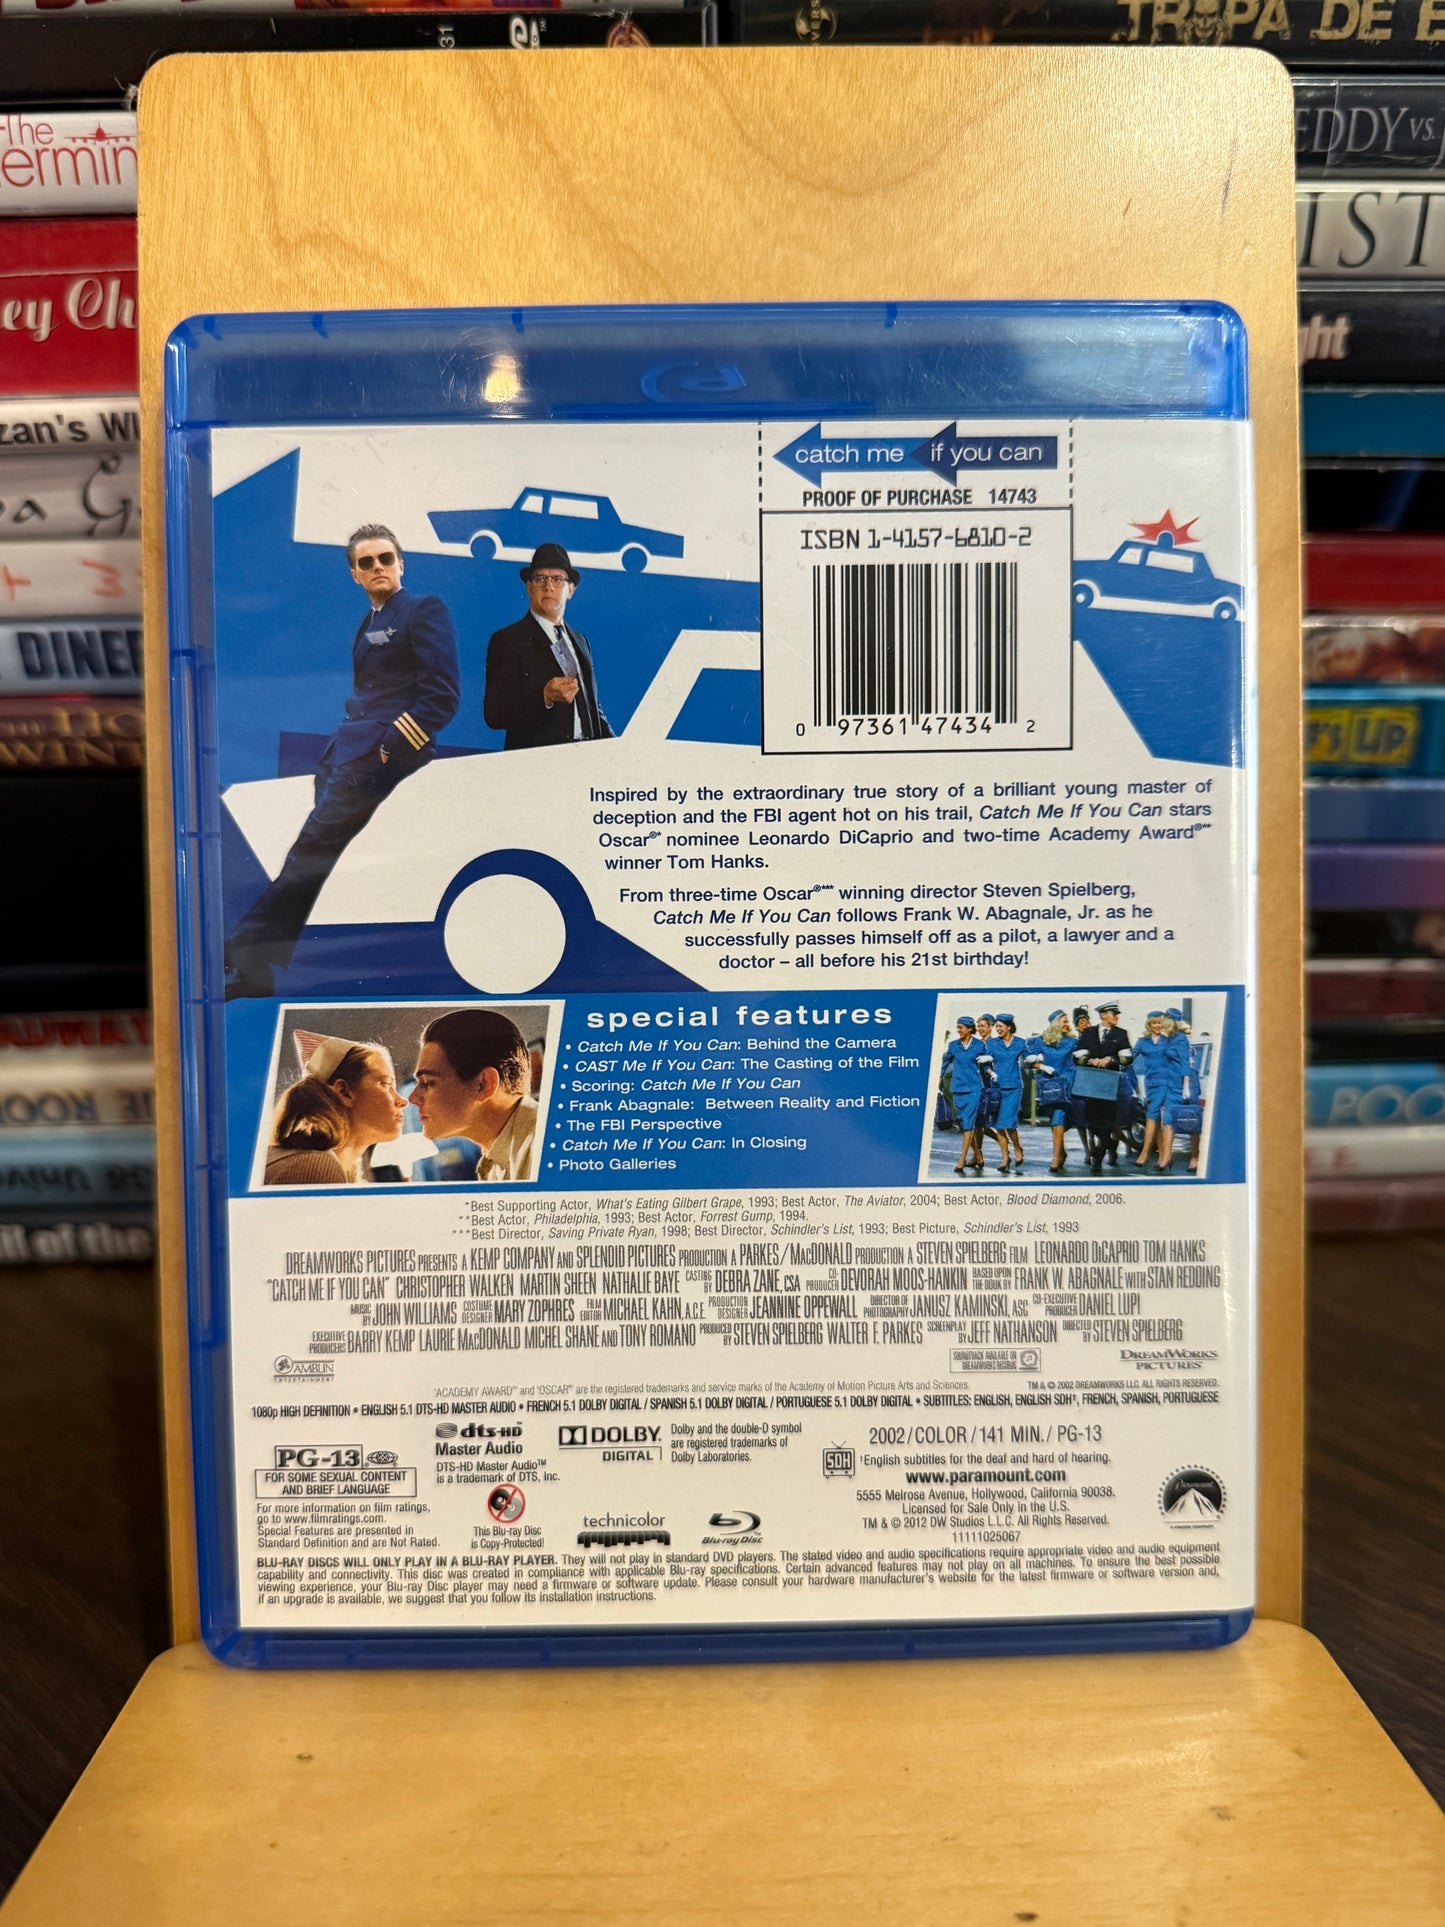 TROPA DE E
The
ermin
EDDY VS. J
IST
ey Ch
ght
zan's WI
DINE
WINT
'S UP
POO
catch me if you can
PROOF OF PURCHASE 14743
ISBN 1-4157-6810-2
0 97361 47434 2
Inspired by the extraordinary true story of a brilliant young master of
deception and the FBI agent hot on his trail, Catch Me If You Can stars
Oscar®* nominee Leonardo DiCaprio and two-time Academy Award®**
winner Tom Hanks.
From three-time Oscar®*** winning director Steven Spielberg,
Catch Me If You Can follows Frank W. Abagnale, Jr. as he
successfully passes himself off as a pilot, a lawyer and a
doctor – all before his 21st birthday!
special features
• Catch Me If You Can: Behind the Camera
• CAST Me If You Can: The Casting of the Film
• Scoring: Catch Me If You Can
• Frank Abagnale: Between Reality and Fiction
• The FBI Perspective
• Catch Me If You Can: In Closing
• Photo Galleries
*Best Supporting Actor, What's Eating Gilbert Grape, 1993; Best Actor, The Aviator, 2004; Best Actor, Blood Diamond, 2006.
**Best Actor, Philadelphia, 1993; Best Actor, Forrest Gump, 1994.
***Best Director, Saving Private Ryan, 1998; Best Director, Schindler's List, 1993; Best Picture, Schindler's List, 1993
DREAMWORKS PICTURES PRESENTS A KEMP COMPANY AND SPLENDID PICTURES PRODUCTION A PARKES/MacDONALD PRODUCTION A STEVEN SPIELBERG FILM LEONARDO DiCAPRIO TOM HANKS
"CATCH ME IF YOU CAN" CHRISTOPHER WALKEN MARTIN SHEEN NATHALIE BAYE CASTING BY DEBRA ZANE, CSA CO-PRODUCER DEVORAH MOOS-HANKIN BASED UPON THE BOOK BY FRANK W. ABAGNALE WITH STAN REDDING
MUSIC BY JOHN WILLIAMS COSTUME DESIGNER MARY ZOPHRES FILM EDITOR MICHAEL KAHN, A.C.E. PRODUCTION DESIGNER JEANNINE OPPEWALL DIRECTOR OF PHOTOGRAPHY JANUSZ KAMINSKI, ASC CO-EXECUTIVE PRODUCER DANIEL LUPI
EXECUTIVE PRODUCERS BARRY KEMP LAURIE MacDONALD MICHEL SHANE AND TONY ROMANO PRODUCED BY STEVEN SPIELBERG WALTER F. PARKES SCREENPLAY BY JEFF NATHANSON DIRECTED BY STEVEN SPIELBERG
AMBLIN ENTERTAINMENT
SOUNDTRACK AVAILABLE ON DREAMWORKS RECORDS
DREAMWORKS PICTURES
"ACADEMY AWARD®" and "OSCAR®" are the registered trademarks and service marks of the Academy of Motion Picture Arts and Sciences.
TM & © 2002 DREAMWORKS LLC. ALL RIGHTS RESERVED.
1080p HIGH DEFINITION • ENGLISH 5.1 DTS-HD MASTER AUDIO • FRENCH 5.1 DOLBY DIGITAL / SPANISH 5.1 DOLBY DIGITAL / PORTUGUESE 5.1 DOLBY DIGITAL • SUBTITLES: ENGLISH, ENGLISH SDH†, FRENCH, SPANISH, PORTUGUESE
PG-13
FOR SOME SEXUAL CONTENT
AND BRIEF LANGUAGE
For more information on film ratings,
go to www.filmratings.com.
Special Features are presented in
Standard Definition and are Not Rated.
dts-HD
Master Audio
DTS-HD Master Audio™
is a trademark of DTS, Inc.
This Blu-ray Disc
is Copy-Protected!
DOLBY
DIGITAL
Dolby and the double-D symbol
are registered trademarks of
Dolby Laboratories.
technicolor
Blu-ray Disc
SDH
2002/COLOR/141 MIN./PG-13
†English subtitles for the deaf and hard of hearing.
www.paramount.com
5555 Melrose Avenue, Hollywood, California 90038.
Licensed for Sale Only in the U.S.
TM & © 2012 DW Studios L.L.C. All Rights Reserved.
11111025067
Paramount
BLU-RAY DISCS WILL ONLY PLAY IN A BLU-RAY PLAYER. They will not play in standard DVD players. The stated video and audio specifications require appropriate video and audio equipment
capability and connectivity. This disc was created in compliance with applicable Blu-ray specifications. Certain advanced features may not play on all machines. To ensure the best possible
viewing experience, your Blu-ray Disc player may need a firmware or software update. Please consult your hardware manufacturer's website for the latest firmware or software version and,
if an upgrade is available, we suggest that you follow its installation instructions.